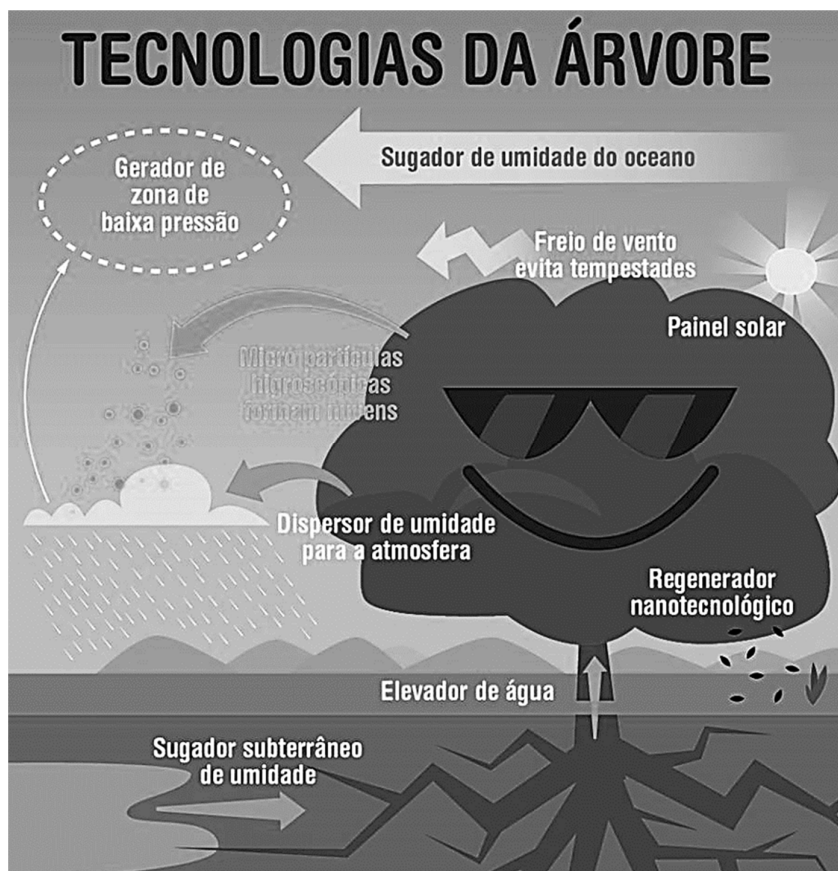 TECNOLOGIAS DA ÁRVORE
Sugador de umidade do oceano
Gerador de
zona de
baixa pressão
Freio de vento
evita tempestades
Painel solar
Micro partículas
higroscópicas
formam nuvens
Dispersor de umidade
para a atmosfera
Regenerador
nanotecnológico
Elevador de água
Sugador subterrâneo
de umidade